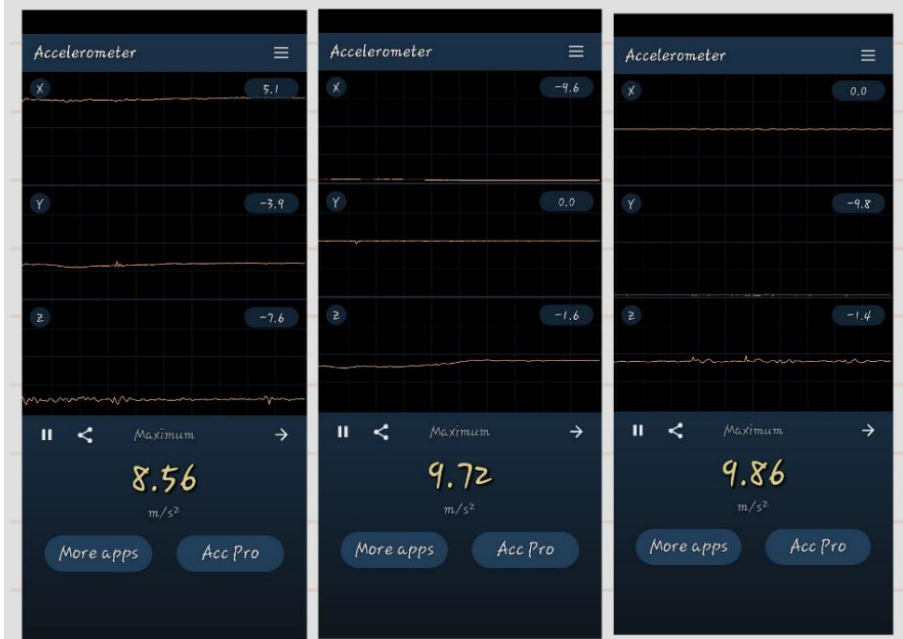 Accelerometer
X
5.1
Y
-3.9
Z
-7.6
Maximum
8.56
m/s²
More apps
Acc Pro
Accelerometer
X
-9.6
Y
0.0
Z
-1.6
Maximum
9.72
m/s²
More apps
Acc Pro
Accelerometer
X
0.0
Y
-9.8
Z
-1.4
Maximum
9.86
m/s²
More apps
Acc Pro